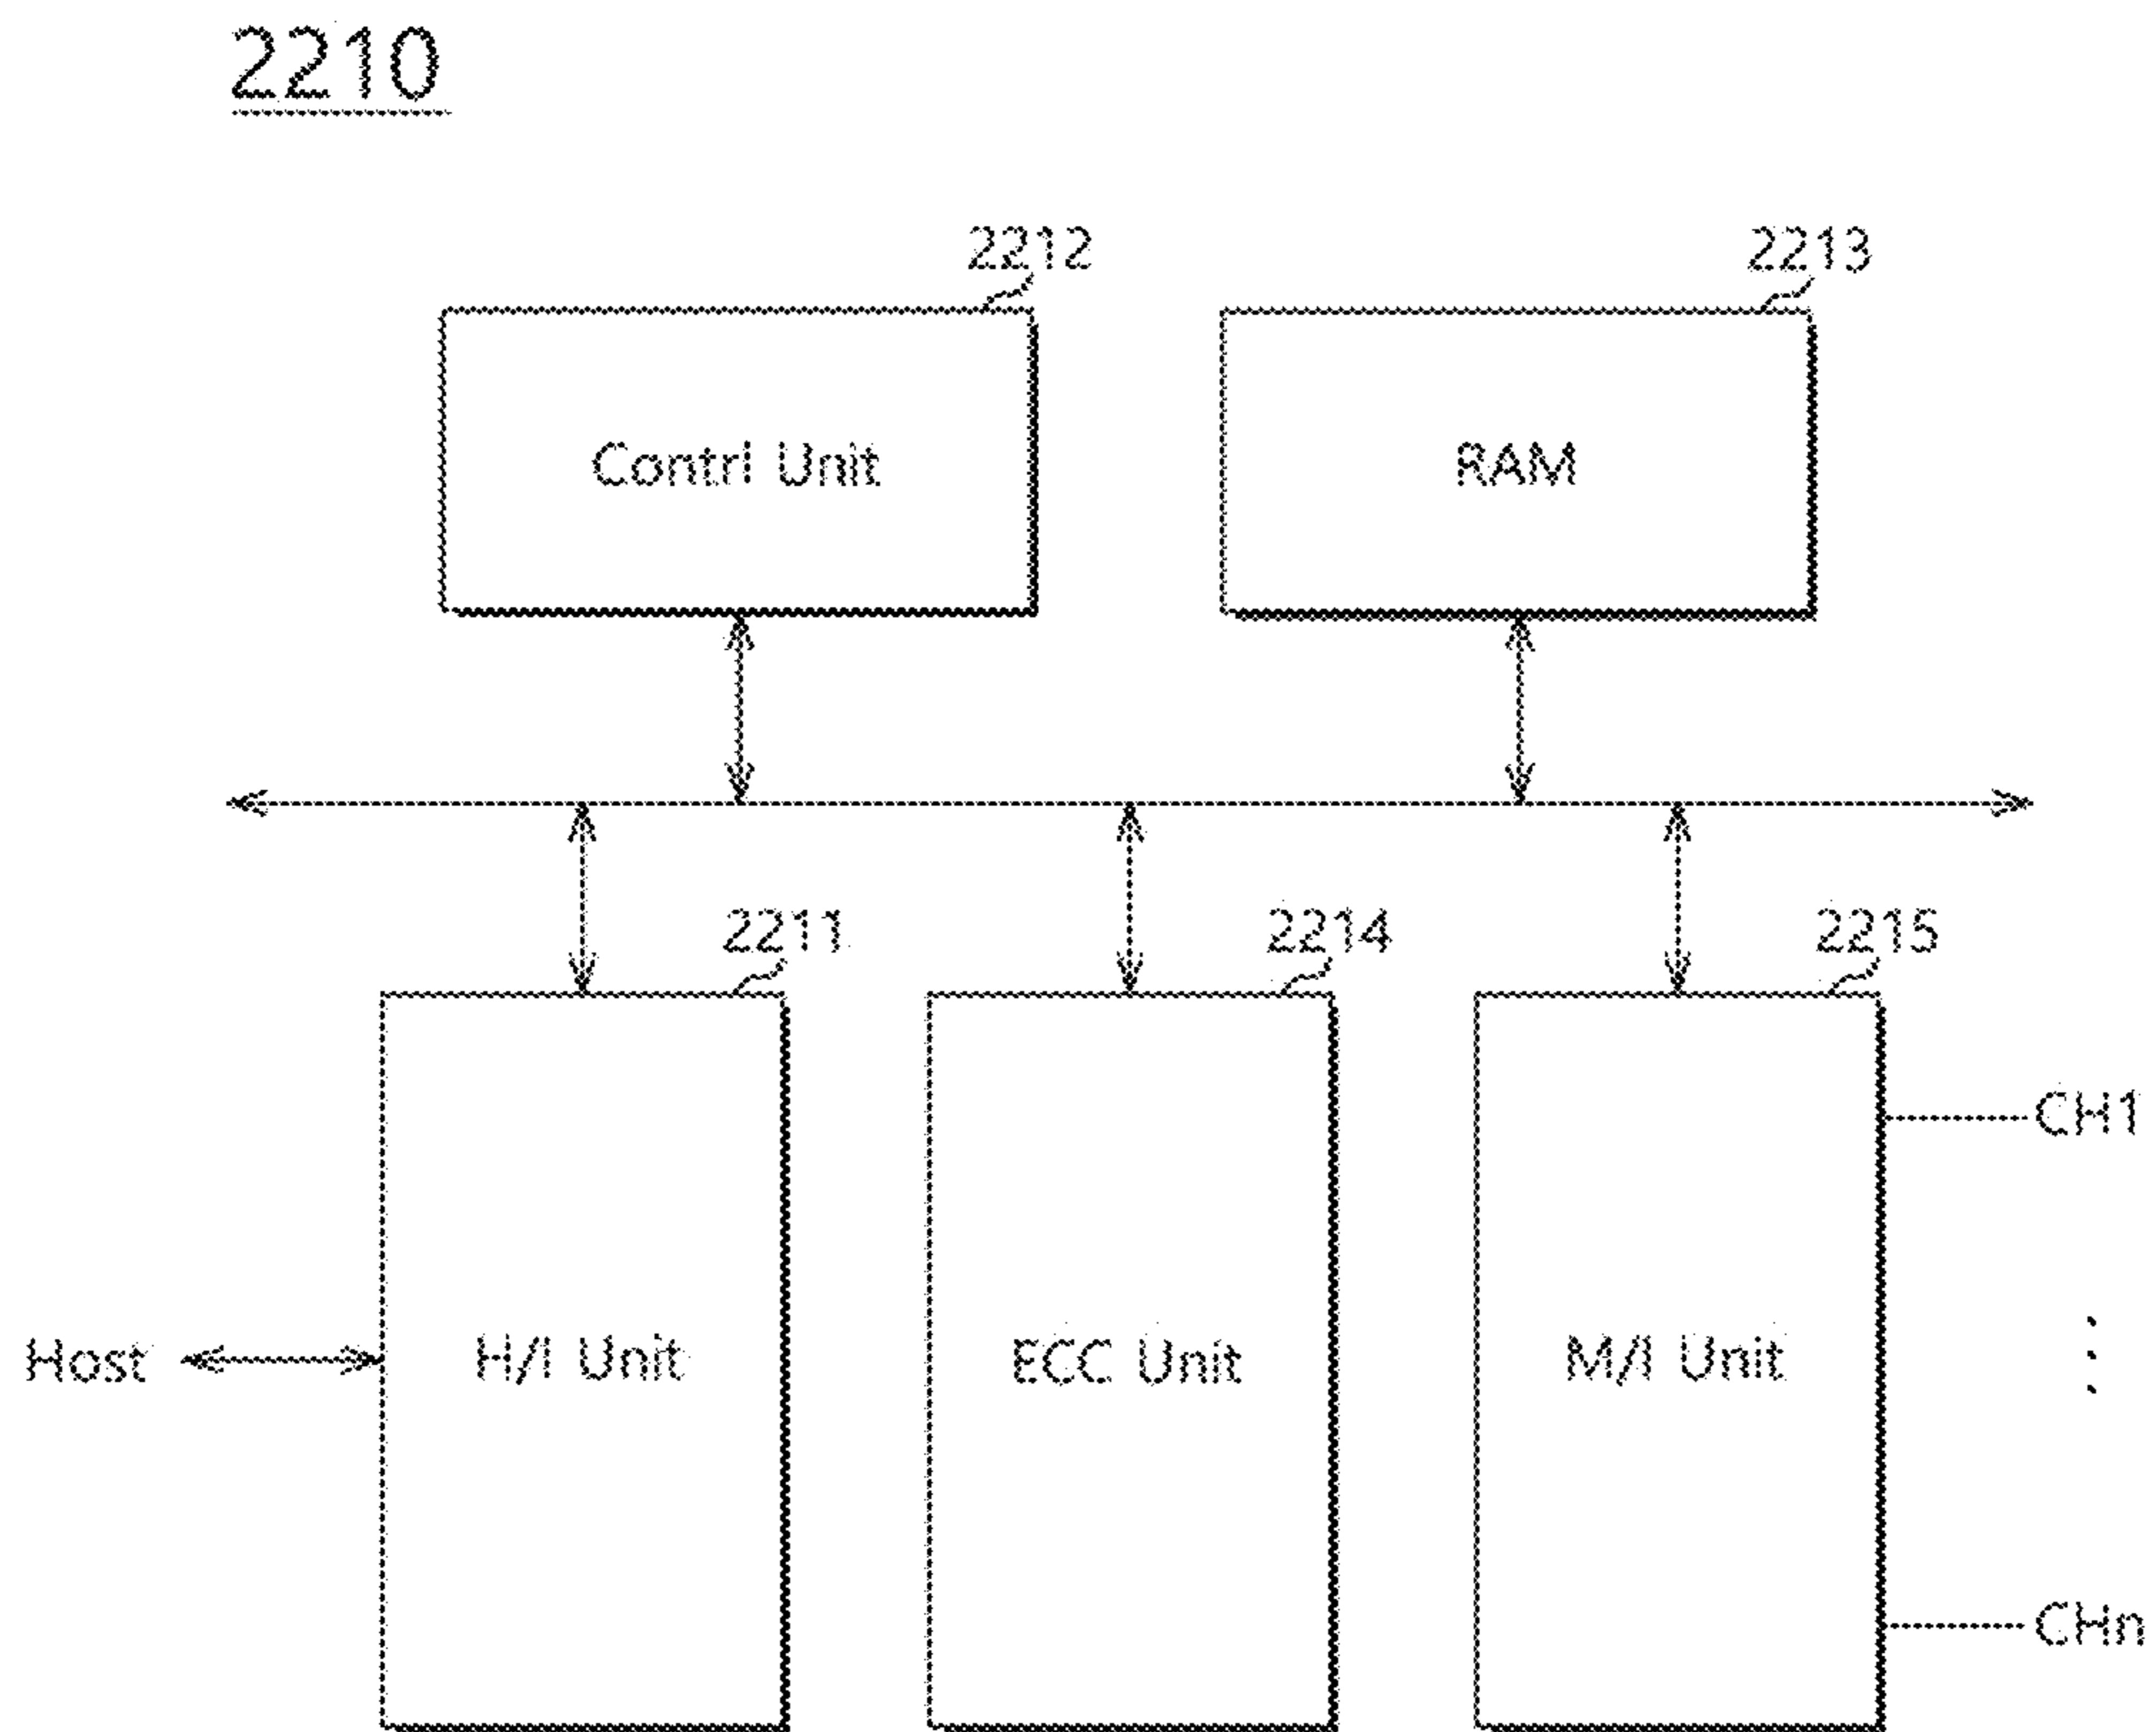 2210
2212
2213
Contrl Unit
RAM
2211
2214
2215
CH1
Host
H/I Unit
ECC Unit
M/I Unit
CHn